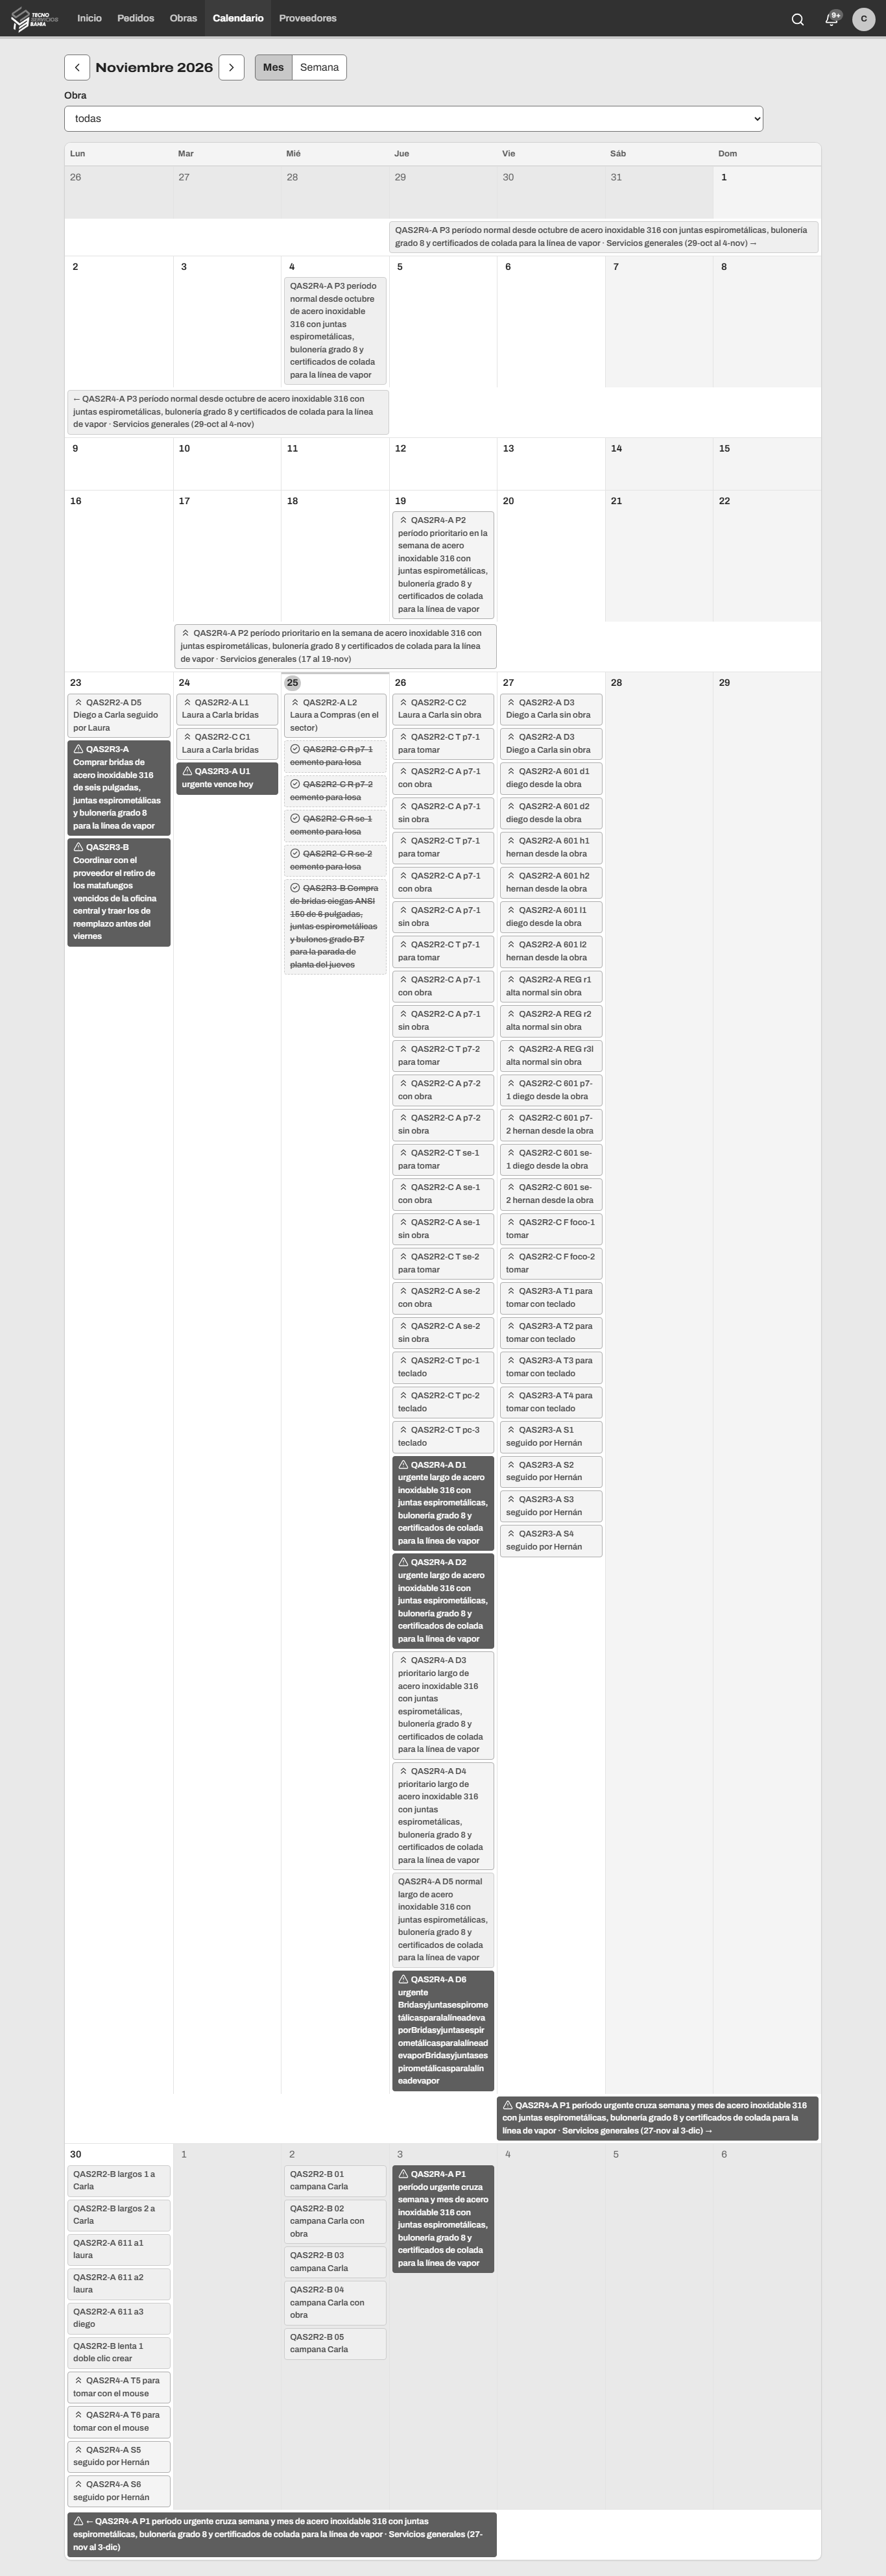 TECNO
SERVICIOS
BAHIA
Inicio
Pedidos
Obras
Calendario
Proveedores
9+
C
Noviembre 2026
Mes
Semana
Obra
todas
Lun
Mar
Mié
Jue
Vie
Sáb
Dom
26
27
28
29
30
31
1
QAS2R4-A P3 período normal desde octubre de acero inoxidable 316 con juntas espirometálicas, bulonería
grado 8 y certificados de colada para la línea de vapor · Servicios generales (29-oct al 4-nov) →
2
3
4
QAS2R4-A P3 período
normal desde octubre
de acero inoxidable
316 con juntas
espirometálicas,
bulonería grado 8 y
certificados de colada
para la línea de vapor
5
6
7
8
← QAS2R4-A P3 período normal desde octubre de acero inoxidable 316 con
juntas espirometálicas, bulonería grado 8 y certificados de colada para la línea
de vapor · Servicios generales (29-oct al 4-nov)
9
10
11
12
13
14
15
16
17
18
19
QAS2R4-A P2
período prioritario en la
semana de acero
inoxidable 316 con
juntas espirometálicas,
bulonería grado 8 y
certificados de colada
para la línea de vapor
20
21
22
QAS2R4-A P2 período prioritario en la semana de acero inoxidable 316 con
juntas espirometálicas, bulonería grado 8 y certificados de colada para la línea
de vapor · Servicios generales (17 al 19-nov)
23
QAS2R2-A D5
Diego a Carla seguido
por Laura
QAS2R3-A
Comprar bridas de
acero inoxidable 316
de seis pulgadas,
juntas espirometálicas
y bulonería grado 8
para la línea de vapor
QAS2R3-B
Coordinar con el
proveedor el retiro de
los matafuegos
vencidos de la oficina
central y traer los de
reemplazo antes del
viernes
24
QAS2R2-A L1
Laura a Carla bridas
QAS2R2-C C1
Laura a Carla bridas
QAS2R3-A U1
urgente vence hoy
25
QAS2R2-A L2
Laura a Compras (en el
sector)
QAS2R2-C R p7-1
cemento para losa
QAS2R2-C R p7-2
cemento para losa
QAS2R2-C R se-1
cemento para losa
QAS2R2-C R se-2
cemento para losa
QAS2R3-B Compra
de bridas ciegas ANSI
150 de 6 pulgadas,
juntas espirometálicas
y bulones grado B7
para la parada de
planta del jueves
26
QAS2R2-C C2
Laura a Carla sin obra
QAS2R2-C T p7-1
para tomar
QAS2R2-C A p7-1
con obra
QAS2R2-C A p7-1
sin obra
QAS2R2-C T p7-1
para tomar
QAS2R2-C A p7-1
con obra
QAS2R2-C A p7-1
sin obra
QAS2R2-C T p7-1
para tomar
QAS2R2-C A p7-1
con obra
QAS2R2-C A p7-1
sin obra
QAS2R2-C T p7-2
para tomar
QAS2R2-C A p7-2
con obra
QAS2R2-C A p7-2
sin obra
QAS2R2-C T se-1
para tomar
QAS2R2-C A se-1
con obra
QAS2R2-C A se-1
sin obra
QAS2R2-C T se-2
para tomar
QAS2R2-C A se-2
con obra
QAS2R2-C A se-2
sin obra
QAS2R2-C T pc-1
teclado
QAS2R2-C T pc-2
teclado
QAS2R2-C T pc-3
teclado
QAS2R4-A D1
urgente largo de acero
inoxidable 316 con
juntas espirometálicas,
bulonería grado 8 y
certificados de colada
para la línea de vapor
QAS2R4-A D2
urgente largo de acero
inoxidable 316 con
juntas espirometálicas,
bulonería grado 8 y
certificados de colada
para la línea de vapor
QAS2R4-A D3
prioritario largo de
acero inoxidable 316
con juntas
espirometálicas,
bulonería grado 8 y
certificados de colada
para la línea de vapor
QAS2R4-A D4
prioritario largo de
acero inoxidable 316
con juntas
espirometálicas,
bulonería grado 8 y
certificados de colada
para la línea de vapor
QAS2R4-A D5 normal
largo de acero
inoxidable 316 con
juntas espirometálicas,
bulonería grado 8 y
certificados de colada
para la línea de vapor
QAS2R4-A D6
urgente
Bridasyjuntasespirome
tálicasparalalíneadeva
porBridasyjuntasespir
ometálicasparalalínead
evaporBridasyjuntases
pirometálicasparalalín
eadevapor
27
QAS2R2-A D3
Diego a Carla sin obra
QAS2R2-A D3
Diego a Carla sin obra
QAS2R2-A 601 d1
diego desde la obra
QAS2R2-A 601 d2
diego desde la obra
QAS2R2-A 601 h1
hernan desde la obra
QAS2R2-A 601 h2
hernan desde la obra
QAS2R2-A 601 l1
diego desde la obra
QAS2R2-A 601 l2
hernan desde la obra
QAS2R2-A REG r1
alta normal sin obra
QAS2R2-A REG r2
alta normal sin obra
QAS2R2-A REG r3l
alta normal sin obra
QAS2R2-C 601 p7-
1 diego desde la obra
QAS2R2-C 601 p7-
2 hernan desde la obra
QAS2R2-C 601 se-
1 diego desde la obra
QAS2R2-C 601 se-
2 hernan desde la obra
QAS2R2-C F foco-1
tomar
QAS2R2-C F foco-2
tomar
QAS2R3-A T1 para
tomar con teclado
QAS2R3-A T2 para
tomar con teclado
QAS2R3-A T3 para
tomar con teclado
QAS2R3-A T4 para
tomar con teclado
QAS2R3-A S1
seguido por Hernán
QAS2R3-A S2
seguido por Hernán
QAS2R3-A S3
seguido por Hernán
QAS2R3-A S4
seguido por Hernán
28
29
QAS2R4-A P1 período urgente cruza semana y mes de acero inoxidable 316
con juntas espirometálicas, bulonería grado 8 y certificados de colada para la
línea de vapor · Servicios generales (27-nov al 3-dic) →
30
QAS2R2-B largos 1 a
Carla
QAS2R2-B largos 2 a
Carla
QAS2R2-A 611 a1
laura
QAS2R2-A 611 a2
laura
QAS2R2-A 611 a3
diego
QAS2R2-B lenta 1
doble clic crear
QAS2R4-A T5 para
tomar con el mouse
QAS2R4-A T6 para
tomar con el mouse
QAS2R4-A S5
seguido por Hernán
QAS2R4-A S6
seguido por Hernán
1
2
QAS2R2-B 01
campana Carla
QAS2R2-B 02
campana Carla con
obra
QAS2R2-B 03
campana Carla
QAS2R2-B 04
campana Carla con
obra
QAS2R2-B 05
campana Carla
3
QAS2R4-A P1
período urgente cruza
semana y mes de acero
inoxidable 316 con
juntas espirometálicas,
bulonería grado 8 y
certificados de colada
para la línea de vapor
4
5
6
← QAS2R4-A P1 período urgente cruza semana y mes de acero inoxidable 316 con juntas
espirometálicas, bulonería grado 8 y certificados de colada para la línea de vapor · Servicios generales (27-
nov al 3-dic)